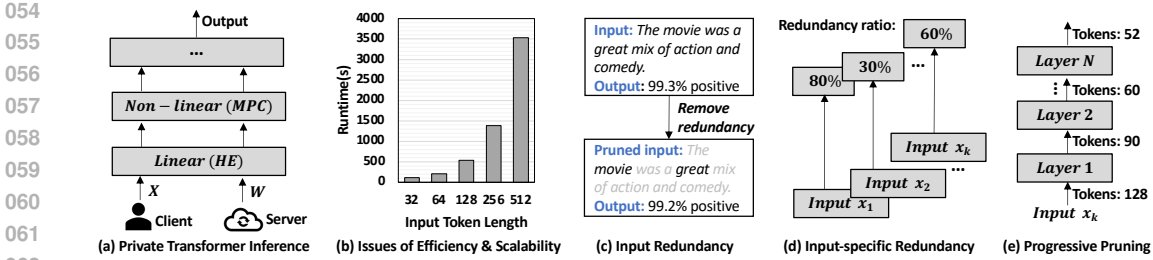 054
055
056
057
058
059
060
061
Output
...
Non − linear (MPC)
Linear (HE)
X
W
Client
Server
(a) Private Transformer Inference
Runtime(s)
4000
3500
3000
2500
2000
1500
1000
500
0
32 64 128 256 512
Input Token Length
(b) Issues of Efficiency & Scalability
Input: The movie was a
great mix of action and
comedy.
Output: 99.3% positive
Remove
redundancy
Pruned input: The
movie was a great mix
of action and comedy.
Output: 99.2% positive
(c) Input Redundancy
Redundancy ratio:
60%
30%
...
80%
Input x_k
...
Input x_2
Input x_1
(d) Input-specific Redundancy
Tokens: 52
Layer N
⋮
Tokens: 60
Layer 2
Tokens: 90
Layer 1
Tokens: 128
Input x_k
(e) Progressive Pruning